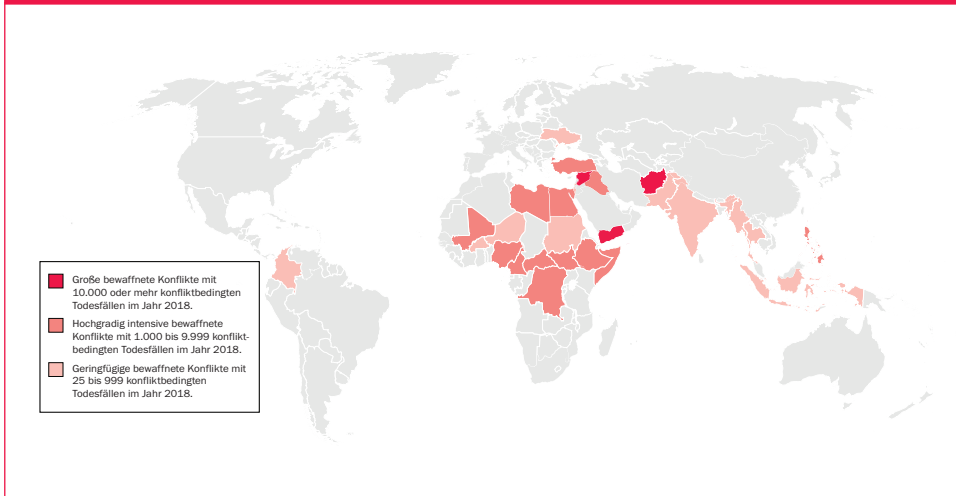 Große bewaffnete Konflikte mit
10.000 oder mehr konfliktbedingten
Todesfällen im Jahr 2018.
Hochgradig intensive bewaffnete
Konflikte mit 1.000 bis 9.999 konflikt-
bedingten Todesfällen im Jahr 2018.
Geringfügige bewaffnete Konflikte mit
25 bis 999 konfliktbedingten
Todesfällen im Jahr 2018.